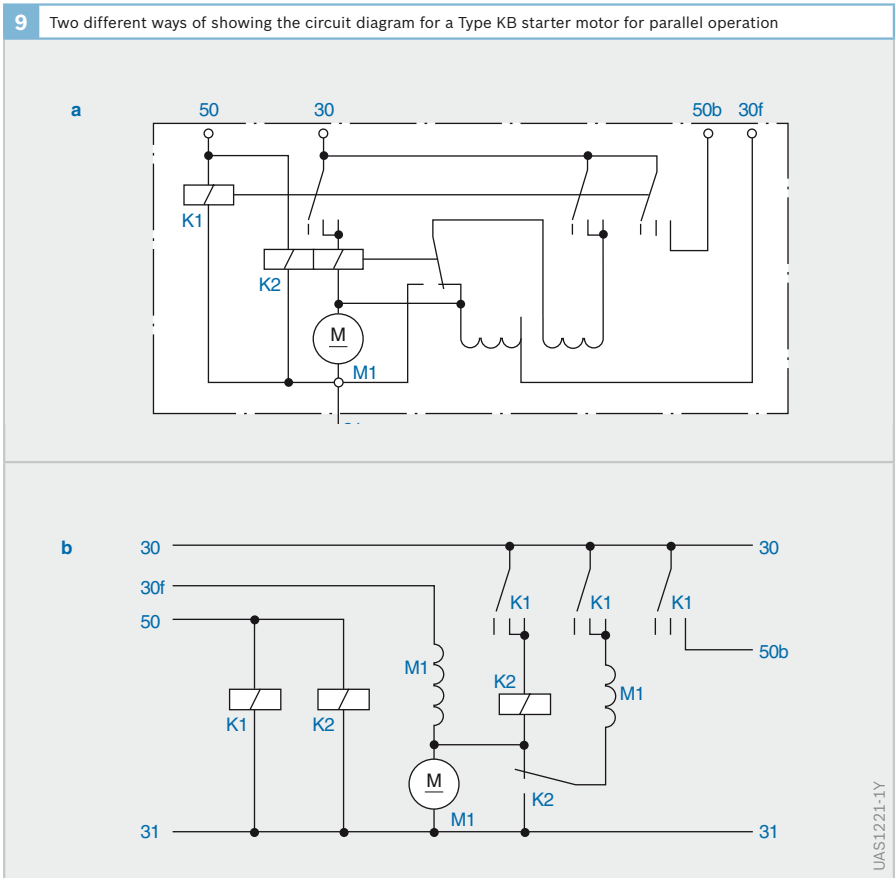 9 Two different ways of showing the circuit diagram for a Type KB starter motor for parallel operation
a
50 30 50b 30f
K1
K2
M
M1
b
30 30
30f
50
K1 K1 K1
50b
M1 K2 M1
K1 K2
M
K2
M1
31 31
UAS1221-1Y